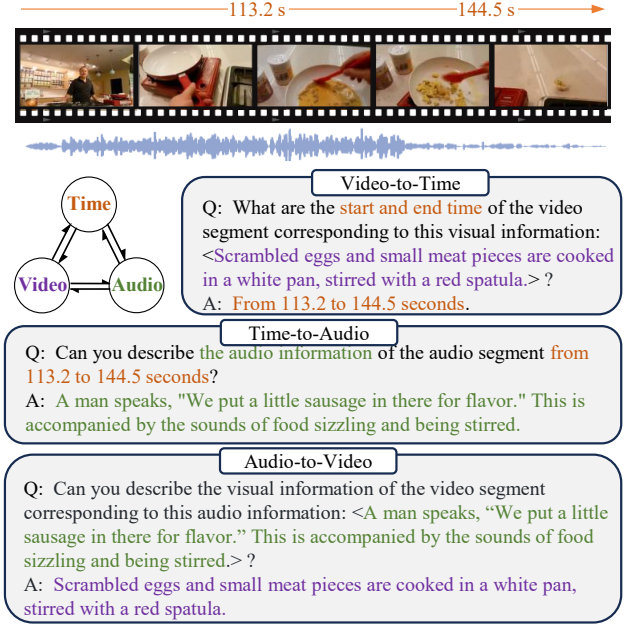 113.2 s 144.5 s
Time
Video
Audio
Video-to-Time
Q: What are the start and end time of the video
segment corresponding to this visual information:
<Scrambled eggs and small meat pieces are cooked
in a white pan, stirred with a red spatula.> ?
A: From 113.2 to 144.5 seconds.
Time-to-Audio
Q: Can you describe the audio information of the audio segment from
113.2 to 144.5 seconds?
A: A man speaks, "We put a little sausage in there for flavor." This is
accompanied by the sounds of food sizzling and being stirred.
Audio-to-Video
Q: Can you describe the visual information of the video segment
corresponding to this audio information: <A man speaks, “We put a little
sausage in there for flavor.” This is accompanied by the sounds of food
sizzling and being stirred.> ?
A: Scrambled eggs and small meat pieces are cooked in a white pan,
stirred with a red spatula.